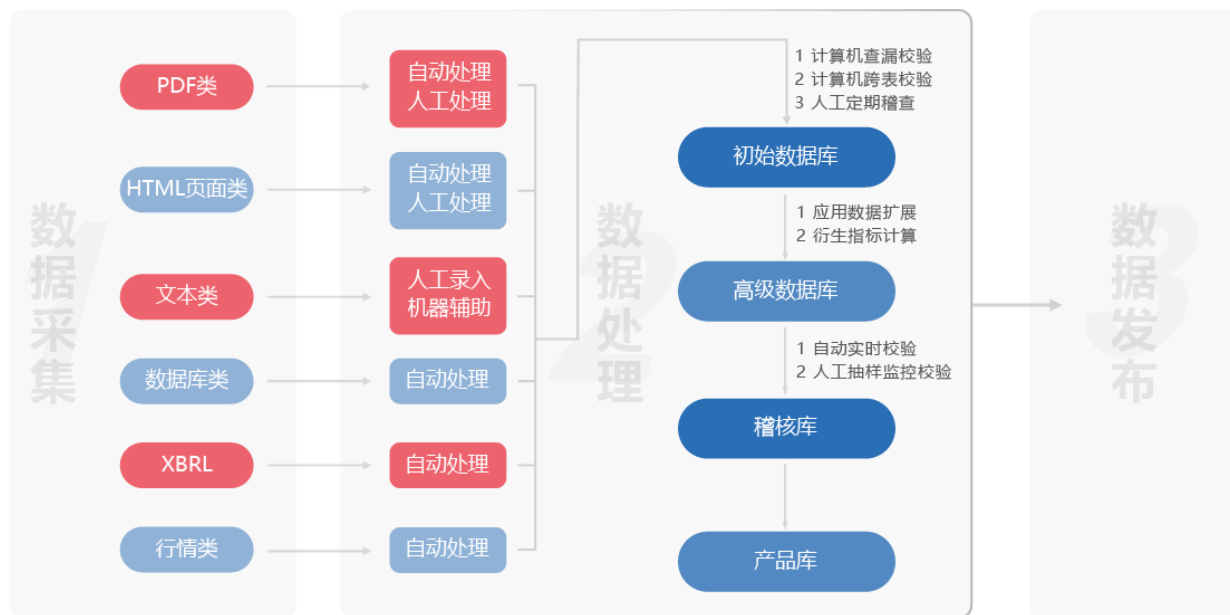 1
数据采集
PDF类
HTML页面类
文本类
数据库类
XBRL
行情类
2
数据处理
自动处理
人工处理
自动处理
人工处理
人工录入
机器辅助
自动处理
自动处理
自动处理
1 计算机查漏校验
2 计算机跨表校验
3 人工定期稽查
初始数据库
1 应用数据扩展
2 衍生指标计算
高级数据库
1 自动实时校验
2 人工抽样监控校验
稽核库
产品库
3
数据发布